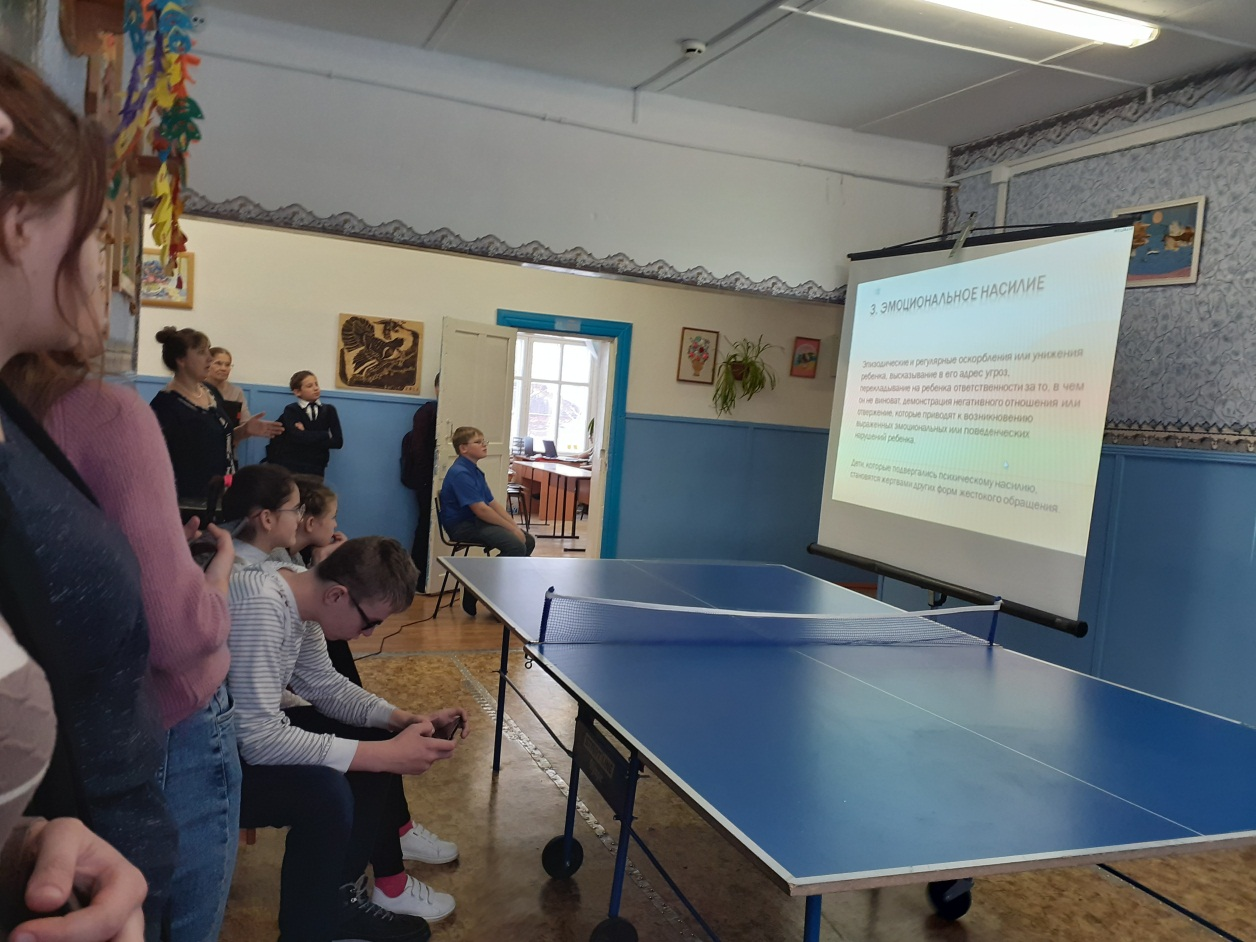 3. ЭМОЦИОНАЛЬНОЕ НАСИЛИЕ
Эпизодические и регулярные оскорбления или унижения
ребенка, высказывание в его адрес угроз,
перекладывание на ребенка ответственности за то, в чем
он не виноват, демонстрация негативного отношения или
отвержение, которые приводят к возникновению
выраженных эмоциональных или поведенческих
нарушений ребенка.
Дети, которые подвергались психическому насилию,
становятся жертвами других форм жестокого обращения